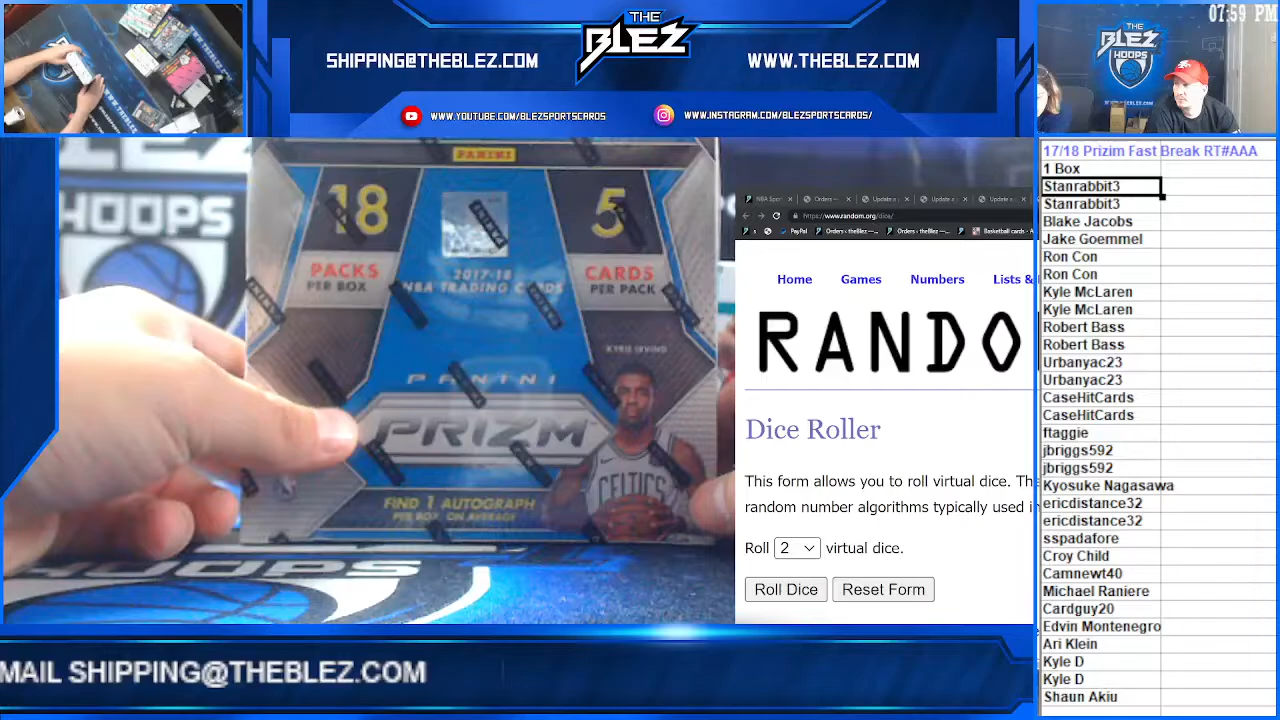 THE
BLEZ
SHIPPING@THEBLEZ.COM
WWW.THEBLEZ.COM
WWW.YOUTUBE.COM/BLEZSPORTSCARDS
WWW.INSTAGRAM.COM/BLEZSPORTSCARDS/
07:59 PM
THE
BLEZ
HOOPS
HOOPS
PANINI
18
PACKS
PER BOX
5
CARDS
PER PACK
2017-18
NBA TRADING CARDS
KYRIE IRVING
PANINI
PRIZM
CELTICS
FIND 1 AUTOGRAPH
PER BOX, ON AVERAGE
HOOPS
https://www.random.org/dice/
PayPal
Home Games Numbers Lists &
RANDO
Dice Roller
This form allows you to roll virtual dice. Th
random number algorithms typically used i
Roll 2 virtual dice.
Roll Dice Reset Form
17/18 Prizim Fast Break RT#AAA
1 Box
Stanrabbit3
Stanrabbit3
Blake Jacobs
Jake Goemmel
Ron Con
Ron Con
Kyle McLaren
Kyle McLaren
Robert Bass
Robert Bass
Urbanyac23
Urbanyac23
CaseHitCards
CaseHitCards
ftaggie
jbriggs592
jbriggs592
Kyosuke Nagasawa
ericdistance32
ericdistance32
sspadafore
Croy Child
Camnewt40
Michael Raniere
Cardguy20
Edvin Montenegro
Ari Klein
Kyle D
Kyle D
Shaun Akiu
MAIL SHIPPING@THEBLEZ.COM